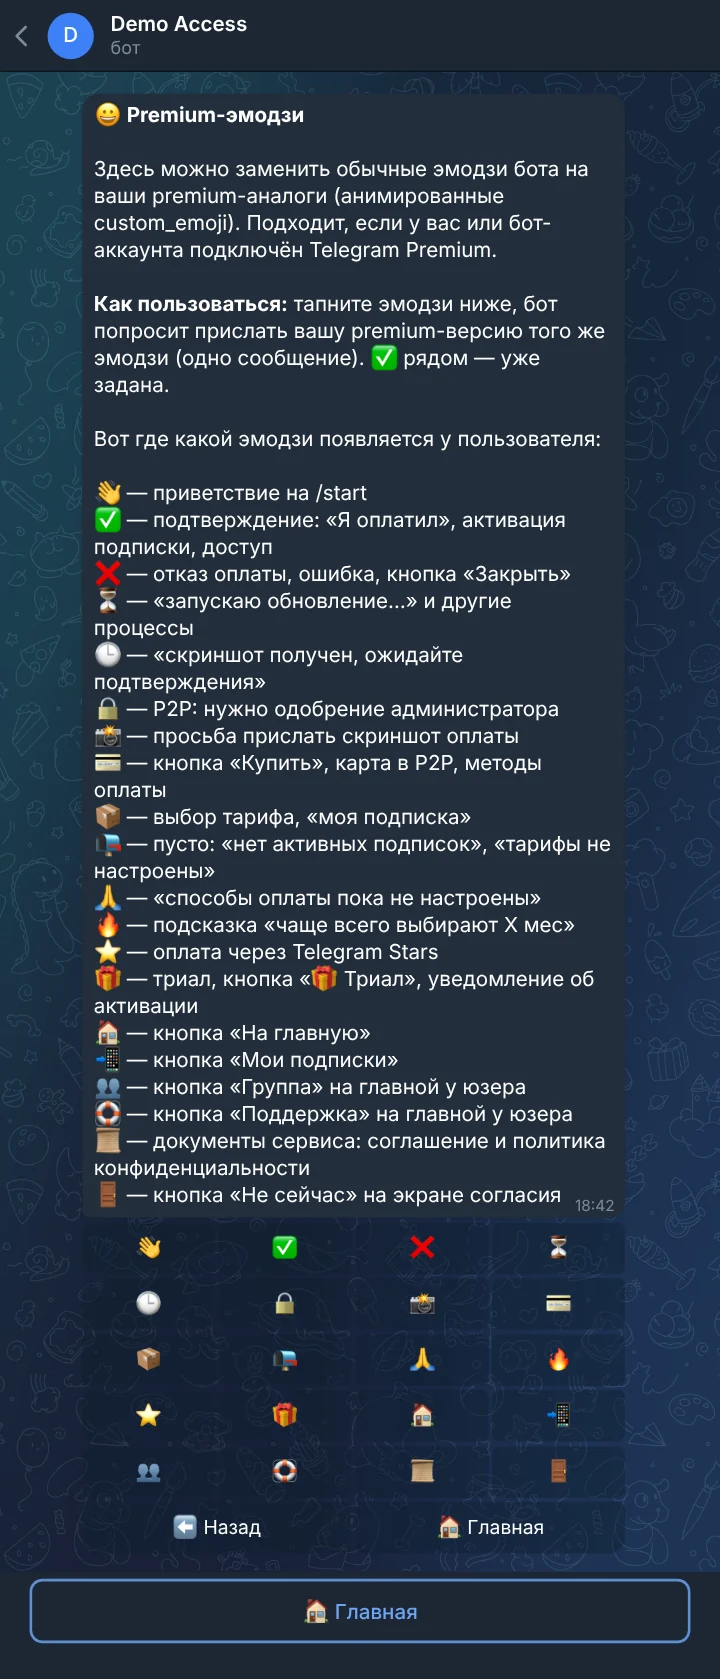 D
Demo Access
бот
😀 Premium-эмодзи
Здесь можно заменить обычные эмодзи бота на
ваши premium-аналоги (анимированные
custom_emoji). Подходит, если у вас или бот-
аккаунта подключён Telegram Premium.
Как пользоваться: тапните эмодзи ниже, бот
попросит прислать вашу premium-версию того же
эмодзи (одно сообщение). ✅ рядом — уже
задана.
Вот где какой эмодзи появляется у пользователя:
👋 — приветствие на /start
✅ — подтверждение: «Я оплатил», активация
подписки, доступ
❌ — отказ оплаты, ошибка, кнопка «Закрыть»
⏳ — «запускаю обновление...» и другие
процессы
🕒 — «скриншот получен, ожидайте
подтверждения»
🔒 — P2P: нужно одобрение администратора
📸 — просьба прислать скриншот оплаты
💳 — кнопка «Купить», карта в P2P, методы
оплаты
📦 — выбор тарифа, «моя подписка»
📭 — пусто: «нет активных подписок», «тарифы не
настроены»
🙏 — «способы оплаты пока не настроены»
🔥 — подсказка «чаще всего выбирают X мес»
⭐ — оплата через Telegram Stars
🎁 — триал, кнопка «🎁 Триал», уведомление об
активации
🏠 — кнопка «На главную»
📲 — кнопка «Мои подписки»
👥 — кнопка «Группа» на главной у юзера
🛟 — кнопка «Поддержка» на главной у юзера
📜 — документы сервиса: соглашение и политика
конфиденциальности
🚪 — кнопка «Не сейчас» на экране согласия
18:42
⬅️ Назад
🏠 Главная
🏠 Главная